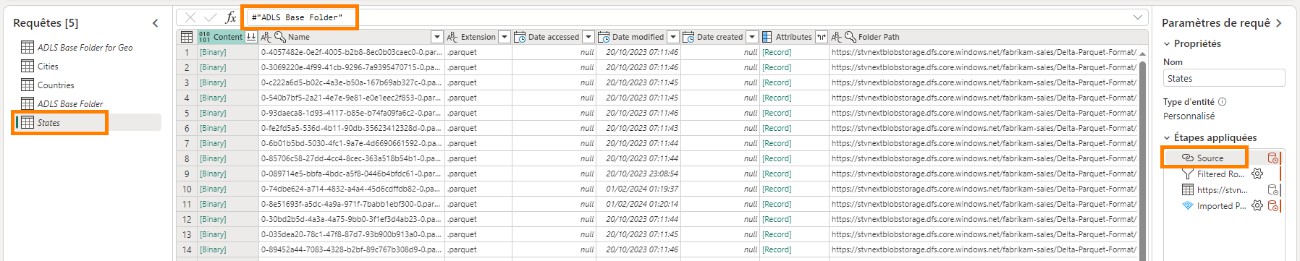 Requêtes [5]
ADLS Base Folder for Geo
Cities
Countries
ADLS Base Folder
States
fx
#"ADLS Base Folder"
Content Name Extension Date accessed Date modified Date created Attributes Folder Path
1 [Binary] 0-4057482e-0e2f-4005-b2b8-8ec0b03caec0-0.pa... .parquet null 20/10/2023 07:11:46 null [Record] https://stvnextblobstorage.dfs.core.windows.net/fabrikam-sales/Delta-Parquet-Format/
2 [Binary] 0-3069220e-4f99-41cb-9296-7a9395470715-0.pa... .parquet null 20/10/2023 07:11:46 null [Record] https://stvnextblobstorage.dfs.core.windows.net/fabrikam-sales/Delta-Parquet-Format/
3 [Binary] 0-c222a6d5-b02c-4a3e-b50a-167b69ab327c-0.pa... .parquet null 20/10/2023 07:11:45 null [Record] https://stvnextblobstorage.dfs.core.windows.net/fabrikam-sales/Delta-Parquet-Format/
4 [Binary] 0-540b7bf5-2a21-4e7e-9e81-e0e1eec2f853-0.pa... .parquet null 20/10/2023 07:11:45 null [Record] https://stvnextblobstorage.dfs.core.windows.net/fabrikam-sales/Delta-Parquet-Format/
5 [Binary] 0-93daeca8-1d93-4117-b85e-b74fa09fa6c2-0.par... .parquet null 20/10/2023 07:11:46 null [Record] https://stvnextblobstorage.dfs.core.windows.net/fabrikam-sales/Delta-Parquet-Format/
6 [Binary] 0-fe2fd5a5-536d-4b11-90db-35623412328d-0.pa... .parquet null 20/10/2023 07:11:43 null [Record] https://stvnextblobstorage.dfs.core.windows.net/fabrikam-sales/Delta-Parquet-Format/
7 [Binary] 0-6b01b5bd-5030-4fc1-9a7e-4d6690661592-0.pa... .parquet null 20/10/2023 07:11:44 null [Record] https://stvnextblobstorage.dfs.core.windows.net/fabrikam-sales/Delta-Parquet-Format/
8 [Binary] 0-85706c58-27dd-4cc4-8cec-363a518b54b1-0.pa... .parquet null 20/10/2023 07:11:44 null [Record] https://stvnextblobstorage.dfs.core.windows.net/fabrikam-sales/Delta-Parquet-Format/
9 [Binary] 0-089714e5-bbfa-4bdc-a5f8-0446b4bfdc61-0.par... .parquet null 20/10/2023 23:08:54 null [Record] https://stvnextblobstorage.dfs.core.windows.net/fabrikam-sales/Delta-Parquet-Format/
10 [Binary] 0-74dbe624-a714-4832-a4a4-45d6cdffdb82-0.pa... .parquet null 01/02/2024 01:19:37 null [Record] https://stvnextblobstorage.dfs.core.windows.net/fabrikam-sales/Delta-Parquet-Format/
11 [Binary] 0-8e51693f-a5dc-4a9a-971f-7babb1ebf300-0.par... .parquet null 01/02/2024 01:20:14 null [Record] https://stvnextblobstorage.dfs.core.windows.net/fabrikam-sales/Delta-Parquet-Format/
12 [Binary] 0-30bd2b5d-4a3a-4a75-9bb0-3f1ef3d4ab23-0.pa... .parquet null 20/10/2023 07:11:44 null [Record] https://stvnextblobstorage.dfs.core.windows.net/fabrikam-sales/Delta-Parquet-Format/
13 [Binary] 0-035dea20-78c1-47f8-87d7-93b900b913a0-0.pa... .parquet null 20/10/2023 07:11:45 null [Record] https://stvnextblobstorage.dfs.core.windows.net/fabrikam-sales/Delta-Parquet-Format/
14 [Binary] 0-89452a44-7083-4328-b2bf-89c767b308d9-0.pa... .parquet null 20/10/2023 07:11:46 null [Record] https://stvnextblobstorage.dfs.core.windows.net/fabrikam-sales/Delta-Parquet-Format/
Paramètres de requê
Propriétés
Nom
States
Type d'entité
Personnalisé
Étapes appliquées
Source
Filtered Ro...
https://stvn...
Imported P...